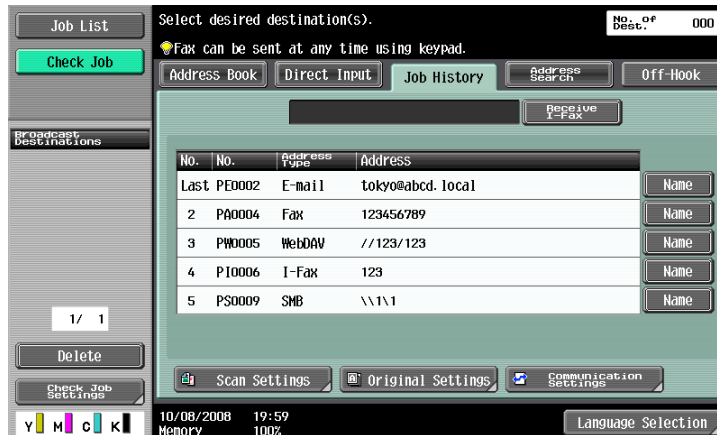 Job List
Check Job
Broadcast
Destinations
1/ 1
Delete
Check Job
Settings
Y M C K
Select desired destination(s).
No. of
Dest. 000
Fax can be sent at any time using keypad.
Address Book Direct Input Job History Address
Search Off-Hook
Receive
I-Fax
No. No. Address
Type Address
Last PE0002 E-mail tokyo@abcd.local Name
2 PA0004 Fax 123456789 Name
3 PW0005 WebDAV //123/123 Name
4 PI0006 I-Fax 123 Name
5 PS0009 SMB \\1\1 Name
Scan Settings Original Settings Communication
Settings
10/08/2008 19:59
Memory 100%
Language Selection